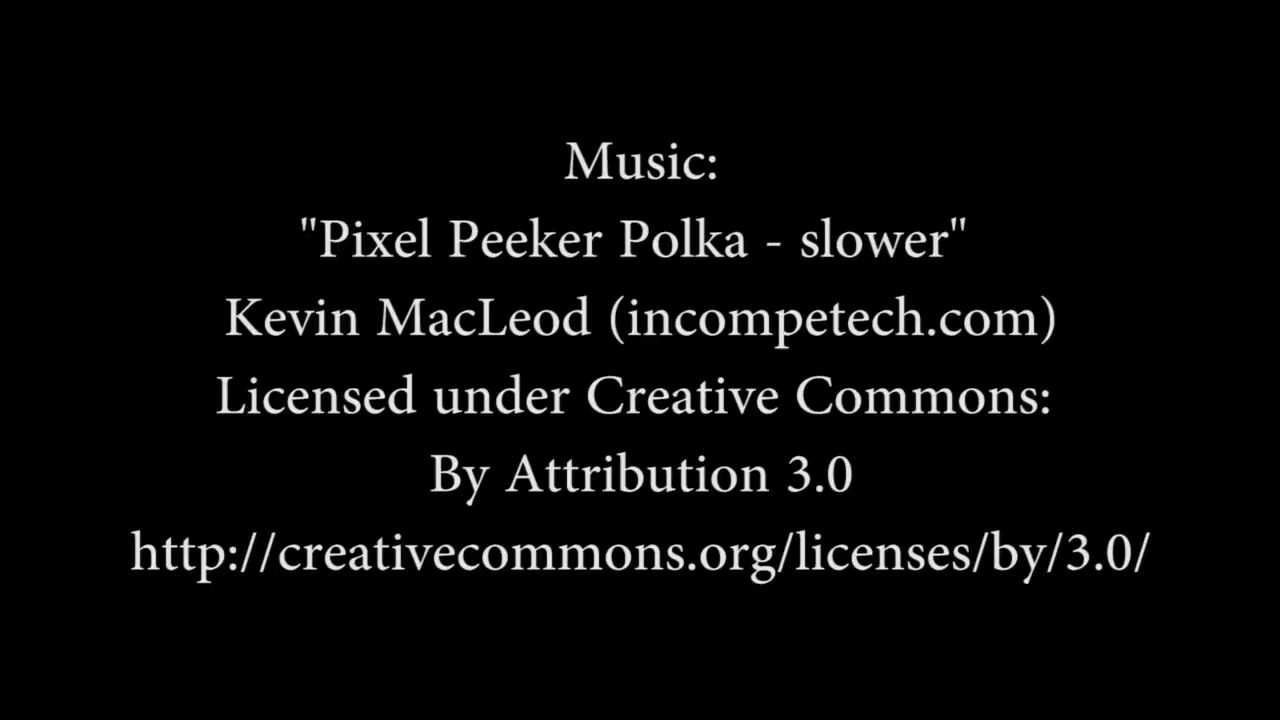 Music:
"Pixel Peeker Polka - slower"
Kevin MacLeod (incompetech.com)
Licensed under Creative Commons:
By Attribution 3.0
http://creativecommons.org/licenses/by/3.0/